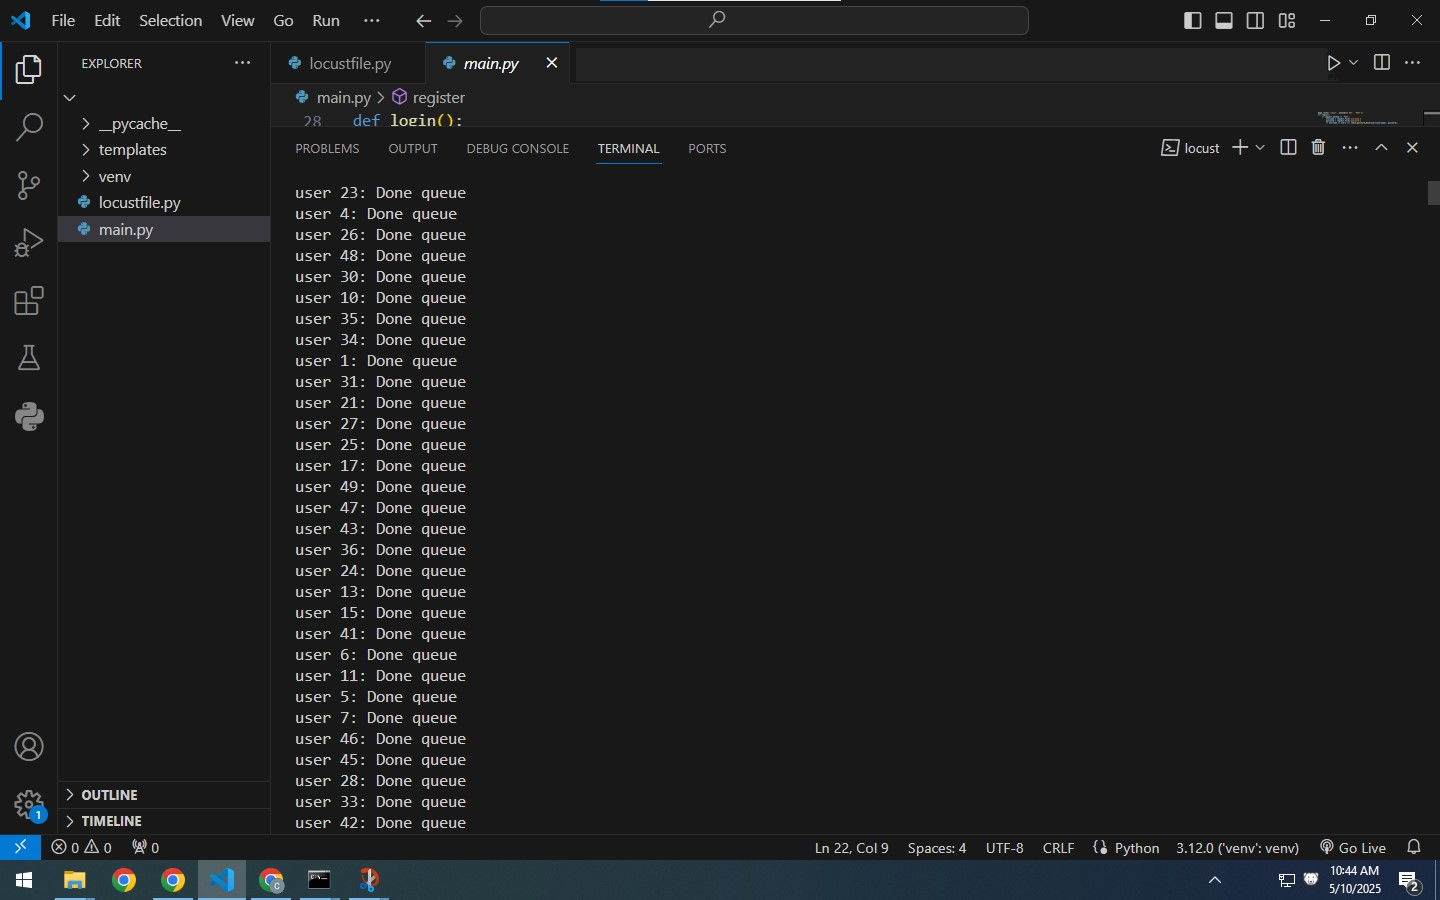 File Edit Selection View Go Run ...
EXPLORER ...
locustfile.py main.py
main.py > register
28 def login():
__pycache__
templates
venv
locustfile.py
main.py
PROBLEMS OUTPUT DEBUG CONSOLE TERMINAL PORTS
locust
user 23: Done queue
user 4: Done queue
user 26: Done queue
user 48: Done queue
user 30: Done queue
user 10: Done queue
user 35: Done queue
user 34: Done queue
user 1: Done queue
user 31: Done queue
user 21: Done queue
user 27: Done queue
user 25: Done queue
user 17: Done queue
user 49: Done queue
user 47: Done queue
user 43: Done queue
user 36: Done queue
user 24: Done queue
user 13: Done queue
user 15: Done queue
user 41: Done queue
user 6: Done queue
user 11: Done queue
user 5: Done queue
user 7: Done queue
user 46: Done queue
user 45: Done queue
user 28: Done queue
user 33: Done queue
user 42: Done queue
OUTLINE
TIMELINE
1
0 0 0
Ln 22, Col 9 Spaces: 4 UTF-8 CRLF Python 3.12.0 ('venv': venv) Go Live
C
10:44 AM
5/10/2025
2